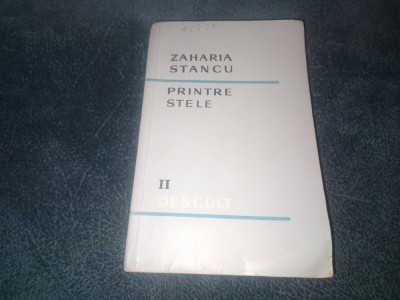 ZAHARIA
STANCU
PRINTRE
STELE
II
DESCULȚ